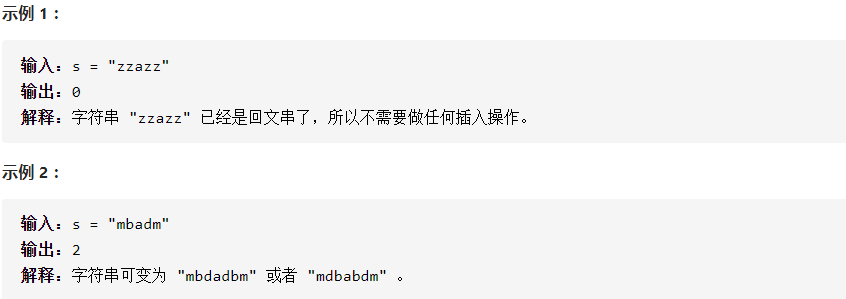 示例 1：
输入：s = "zzazz"
输出：0
解释：字符串 "zzazz" 已经是回文串了，所以不需要做任何插入操作。
示例 2：
输入：s = "mbadm"
输出：2
解释：字符串可变为 "mbdadbm" 或者 "mdbabdm" 。